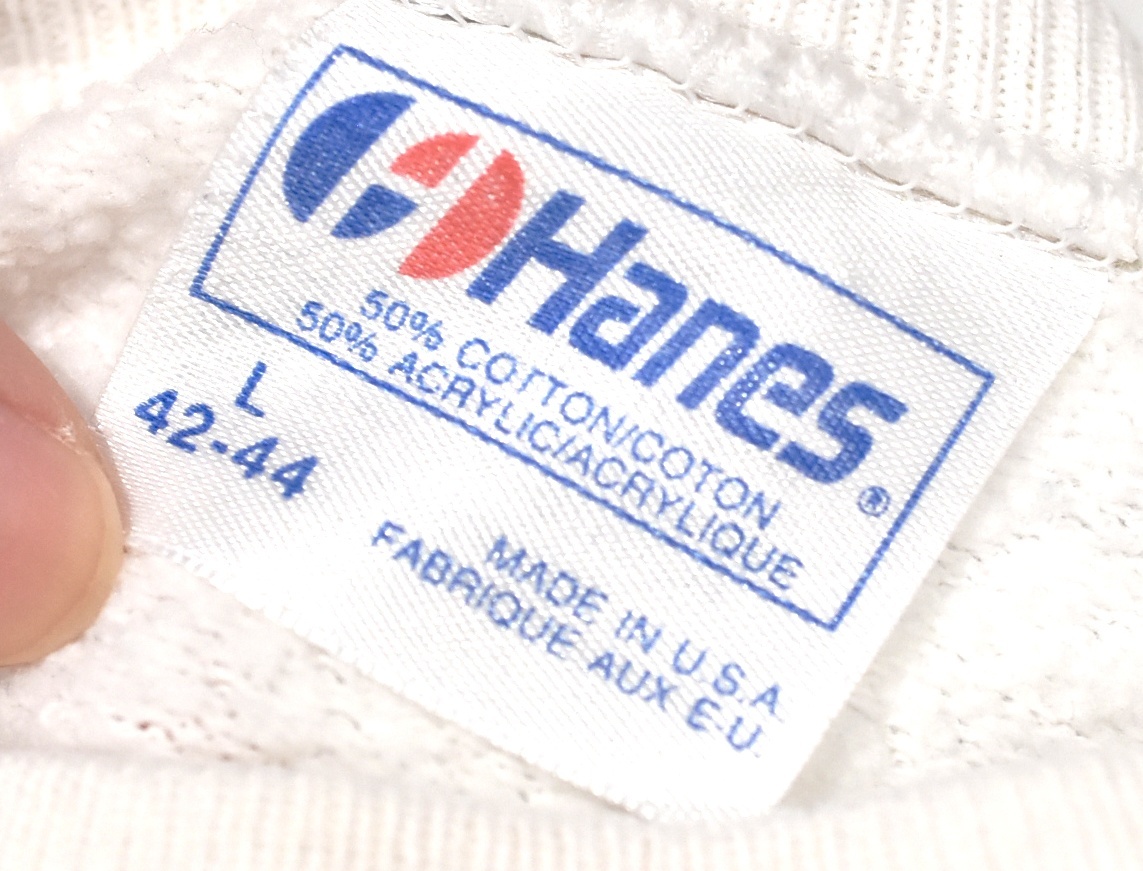 Hanes®
50% COTTON/COTON
50% ACRYLIC/ACRYLIQUE
L
42-44
MADE IN U.S.A.
FABRIQUE AUX E-U.